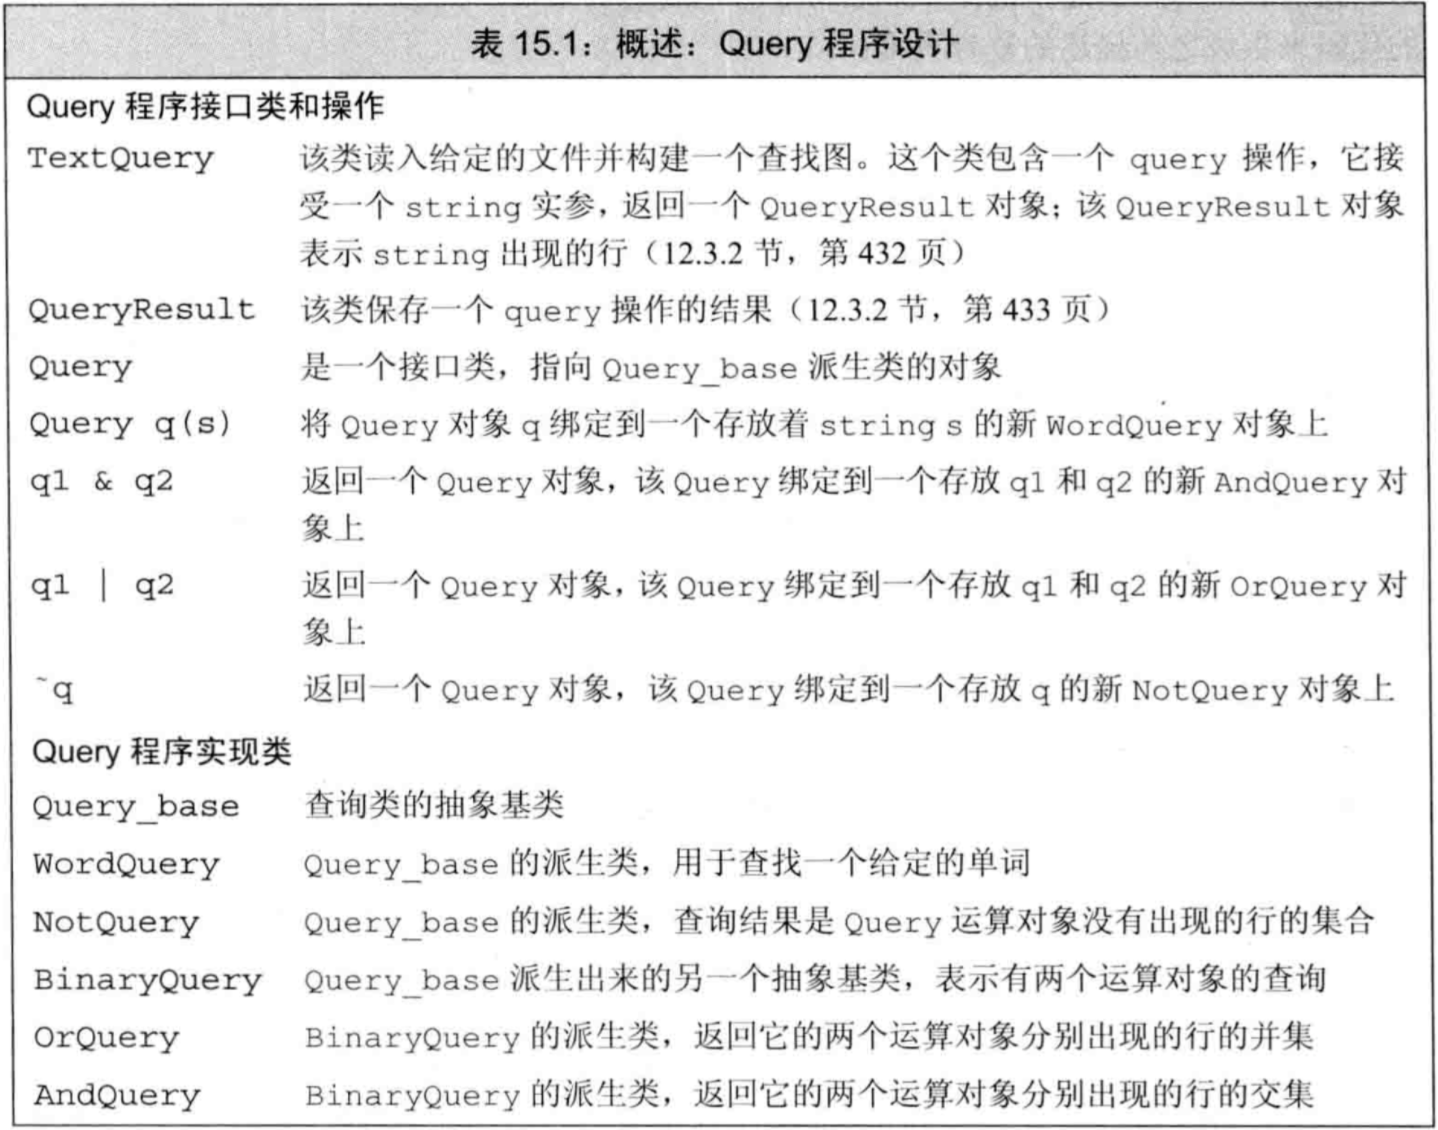 表 15.1：概述：Query 程序设计
Query 程序接口类和操作
TextQuery 该类读入给定的文件并构建一个查找图。这个类包含一个 query 操作，它接
受一个 string 实参，返回一个 QueryResult 对象；该 QueryResult 对象
表示 string 出现的行（12.3.2 节，第 432 页）
QueryResult 该类保存一个 query 操作的结果（12.3.2 节，第 433 页）
Query 是一个接口类，指向 Query_base 派生类的对象
Query q(s) 将 Query 对象 q 绑定到一个存放着 string s 的新 WordQuery 对象上
q1 & q2 返回一个 Query 对象，该 Query 绑定到一个存放 q1 和 q2 的新 AndQuery 对
象上
q1 | q2 返回一个 Query 对象，该 Query 绑定到一个存放 q1 和 q2 的新 OrQuery 对
象上
~q 返回一个 Query 对象，该 Query 绑定到一个存放 q 的新 NotQuery 对象上
Query 程序实现类
Query_base 查询类的抽象基类
WordQuery Query_base 的派生类，用于查找一个给定的单词
NotQuery Query_base 的派生类，查询结果是 Query 运算对象没有出现的行的集合
BinaryQuery Query_base 派生出来的另一个抽象基类，表示有两个运算对象的查询
OrQuery BinaryQuery 的派生类，返回它的两个运算对象分别出现的行的并集
AndQuery BinaryQuery 的派生类，返回它的两个运算对象分别出现的行的交集